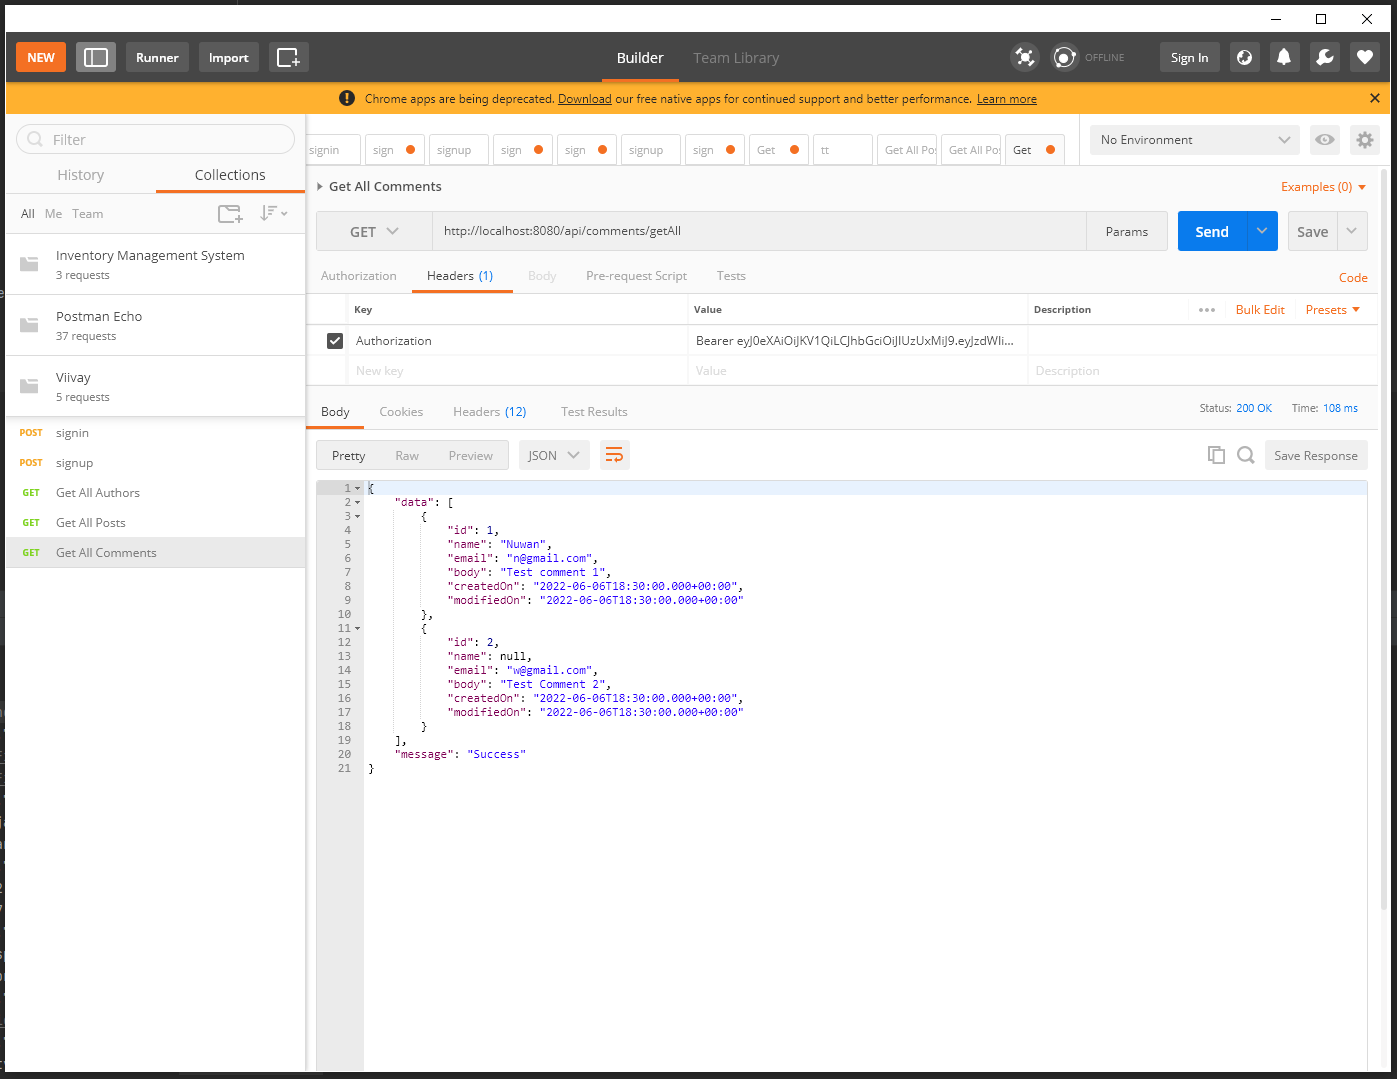 NEW Runner Import Builder Team Library OFFLINE Sign In
Chrome apps are being deprecated. Download our free native apps for continued support and better performance. Learn more
Filter
History Collections
All Me Team
Inventory Management System
3 requests
Postman Echo
37 requests
Viivay
5 requests
POST signin
POST signup
GET Get All Authors
GET Get All Posts
GET Get All Comments
signin sign signup sign sign signup sign Get tt Get All Pos Get All Pos Get
No Environment
Get All Comments
Examples (0)
GET http://localhost:8080/api/comments/getAll Params Send Save
Authorization Headers (1) Body Pre-request Script Tests Code
Key Value Description Bulk Edit Presets
Authorization Bearer eyJ0eXAiOiJKV1QiLCJhbGciOiJIUzUxMiJ9.eyJzdWIi...
New key Value Description
Body Cookies Headers (12) Test Results Status: 200 OK Time: 108 ms
Pretty Raw Preview JSON Save Response
1 {
2 "data": [
3 {
4 "id": 1,
5 "name": "Nuwan",
6 "email": "n@gmail.com",
7 "body": "Test comment 1",
8 "createdOn": "2022-06-06T18:30:00.000+00:00",
9 "modifiedOn": "2022-06-06T18:30:00.000+00:00"
10 },
11 {
12 "id": 2,
13 "name": null,
14 "email": "w@gmail.com",
15 "body": "Test Comment 2",
16 "createdOn": "2022-06-06T18:30:00.000+00:00",
17 "modifiedOn": "2022-06-06T18:30:00.000+00:00"
18 }
19 ],
20 "message": "Success"
21 }